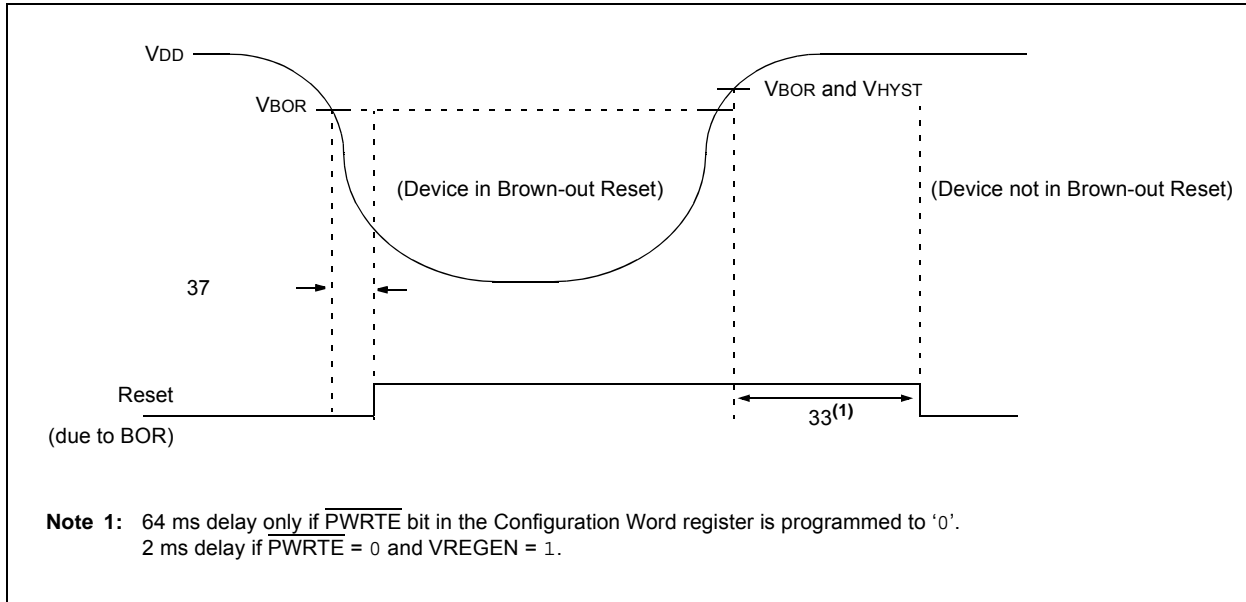 VDD
VBOR and VHYST
VBOR
(Device in Brown-out Reset)
(Device not in Brown-out Reset)
37
Reset
33(1)
(due to BOR)
Note 1: 64 ms delay only if P̅W̅R̅T̅E̅ bit in the Configuration Word register is programmed to ‘0’.
2 ms delay if P̅W̅R̅T̅E̅ = 0 and VREGEN = 1.